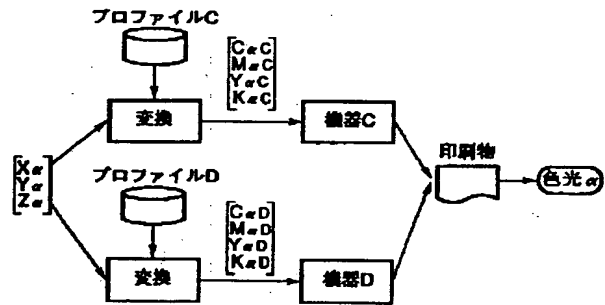 プロファイルC
変換
CαC
MαC
YαC
KαC
機器C
印刷物
色光α
Xα
Yα
Zα
プロファイルD
変換
CαD
MαD
YαD
KαD
機器D